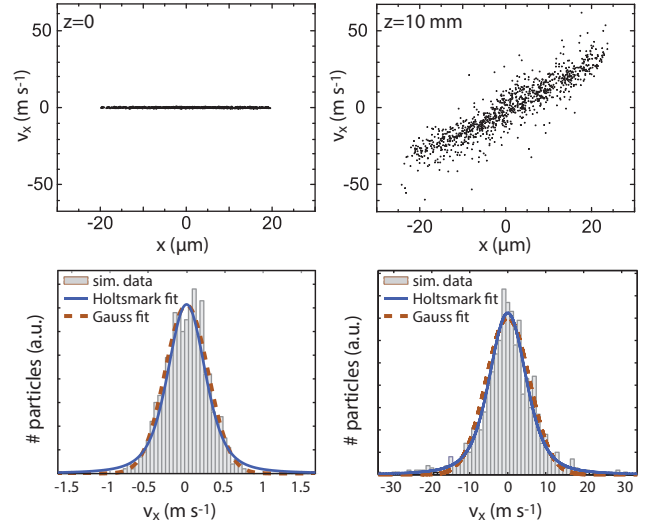 z=0
50
0
-50
v_x (m s-1)
-20
0
20
x (μm)
z=10 mm
50
0
-50
v_x (m s-1)
-20
0
20
x (μm)
sim. data
Holtsmark fit
Gauss fit
# particles (a.u.)
-1.5
-0.5
0
0.5
1
1.5
v_x (m s-1)
sim. data
Holtsmark fit
Gauss fit
# particles (a.u.)
-30
-20
-10
0
10
20
30
v_x (m s-1)